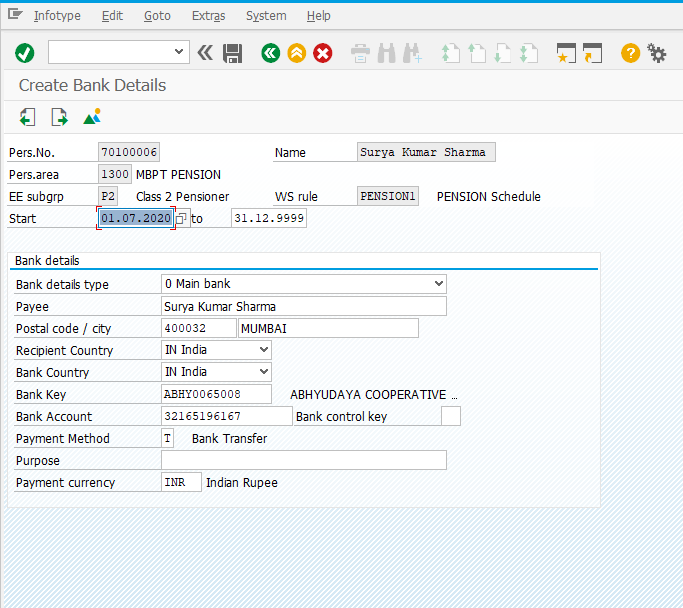 Infotype Edit Goto Extras System Help
Create Bank Details
Pers.No. 70100006 Name Surya Kumar Sharma
Pers.area 1300 MBPT PENSION
EE subgrp P2 Class 2 Pensioner WS rule PENSION1 PENSION Schedule
Start 01.07.2020 to 31.12.9999
Bank details
Bank details type 0 Main bank
Payee Surya Kumar Sharma
Postal code / city 400032 MUMBAI
Recipient Country IN India
Bank Country IN India
Bank Key ABHY0065008 ABHYUDAYA COOPERATIVE ...
Bank Account 32165196167 Bank control key
Payment Method T Bank Transfer
Purpose
Payment currency INR Indian Rupee